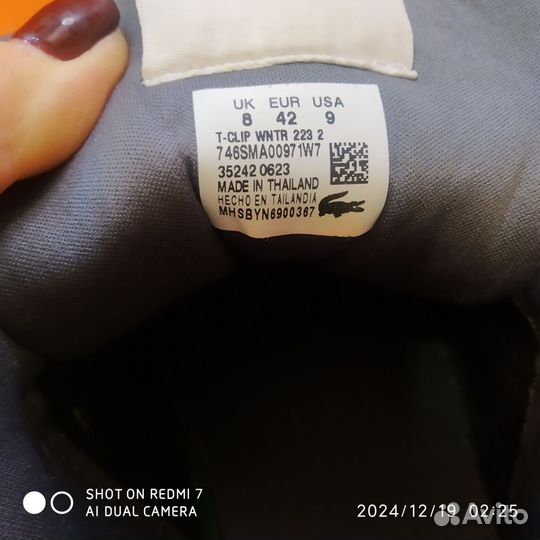 UK EUR USA
8 42 9
T-CLIP WNTR 223 2
746SMA00971W7
35242 0623
MADE IN THAILAND
HECHO EN TAILANDIA
MHSBYN6900367
SHOT ON REDMI 7
AI DUAL CAMERA
2024/12/19 02:25
Avito